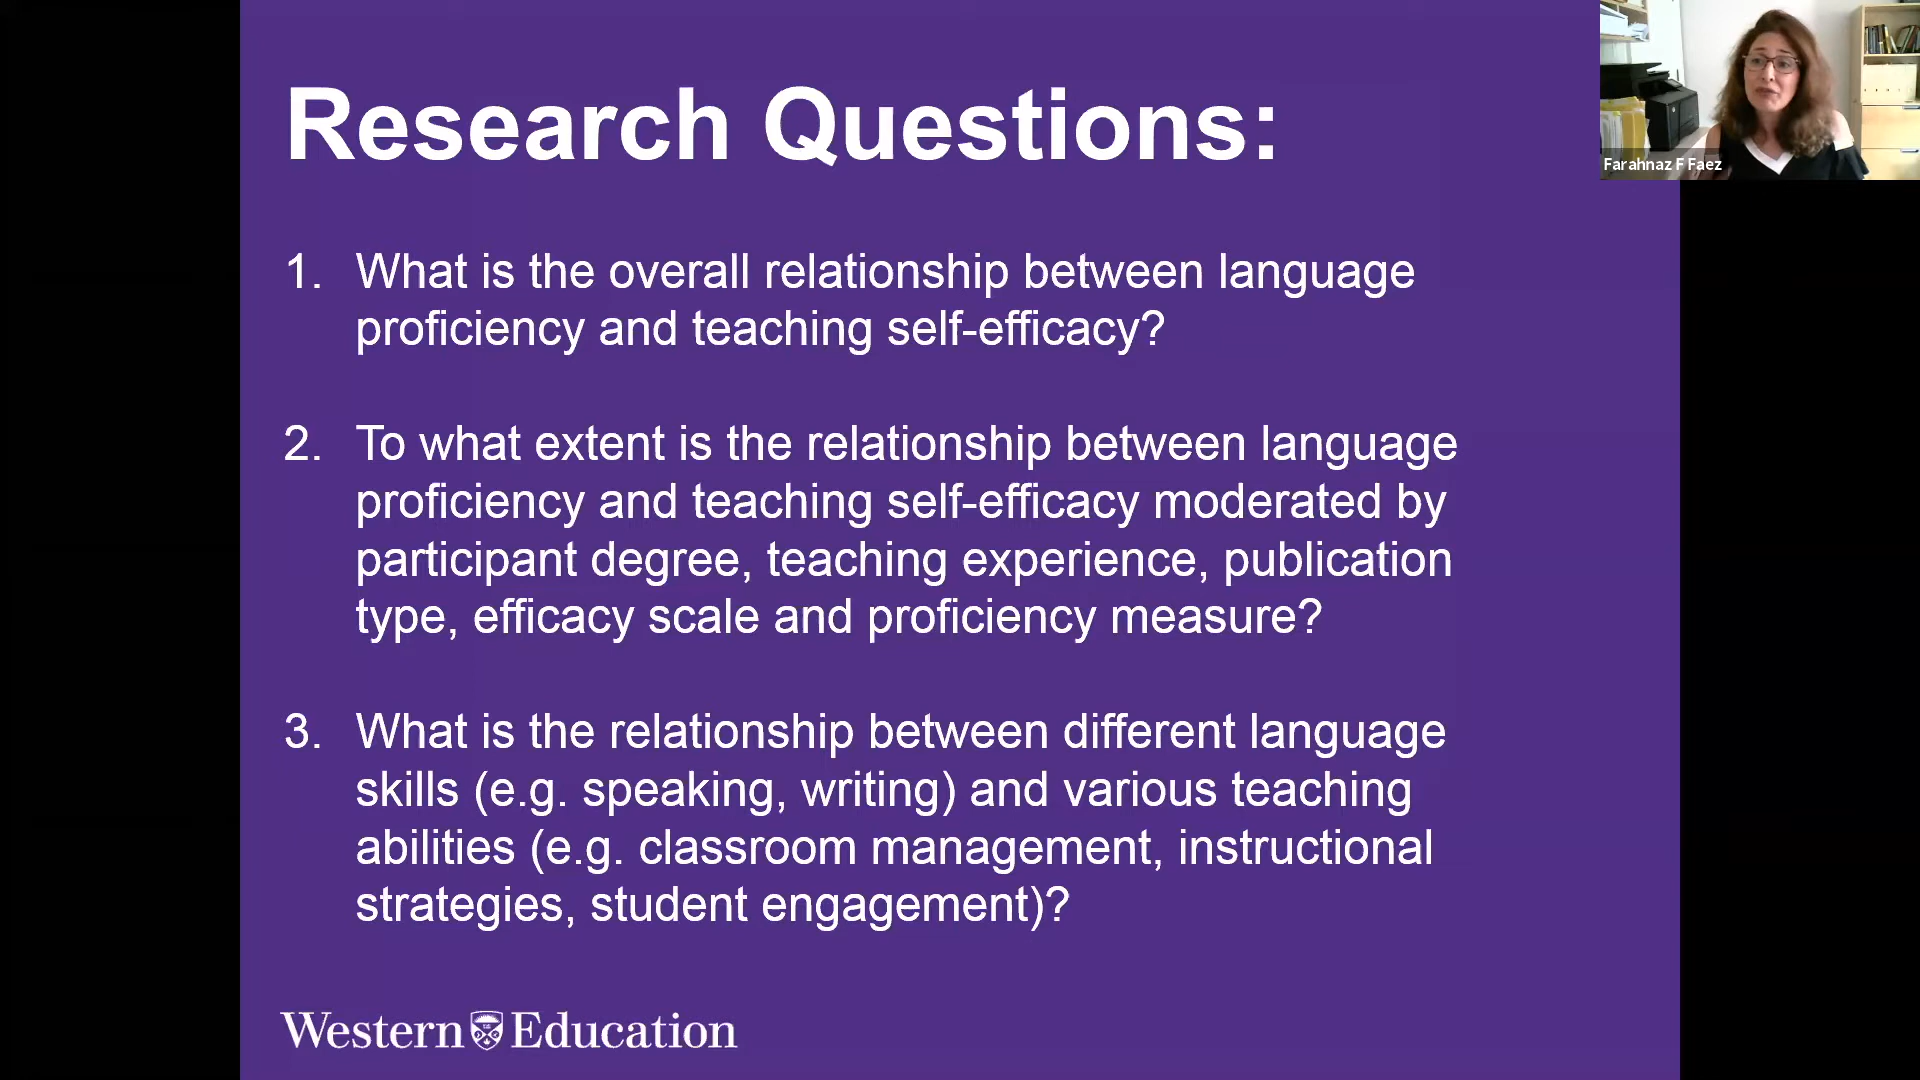 Research Questions:
Farahnaz F Faez
1. What is the overall relationship between language
proficiency and teaching self-efficacy?
2. To what extent is the relationship between language
proficiency and teaching self-efficacy moderated by
participant degree, teaching experience, publication
type, efficacy scale and proficiency measure?
3. What is the relationship between different language
skills (e.g. speaking, writing) and various teaching
abilities (e.g. classroom management, instructional
strategies, student engagement)?
Western Education